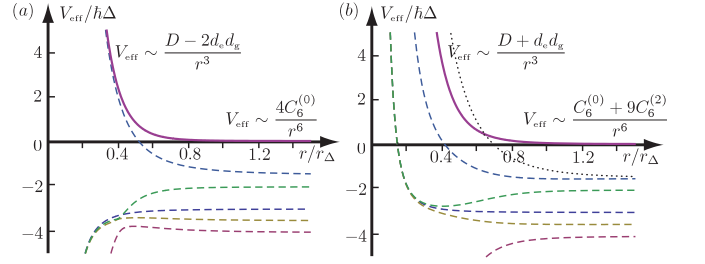 (a) V_eff/ħΔ
4
2
0
−2
−4
0.4 0.8 1.2 r/r_Δ
V_eff ∼ (D − 2d_e d_g)/r^3
V_eff ∼ 4C_6^(0)/r^6
(b) V_eff/ħΔ
4
2
0
−2
−4
0.4 0.8 1.2 r/r_Δ
V_eff ∼ (D + d_e d_g)/r^3
V_eff ∼ (C_6^(0) + 9C_6^(2))/r^6